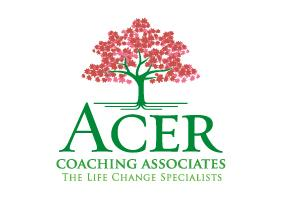 ACER
COACHING ASSOCIATES
THE LIFE CHANGE SPECIALISTS